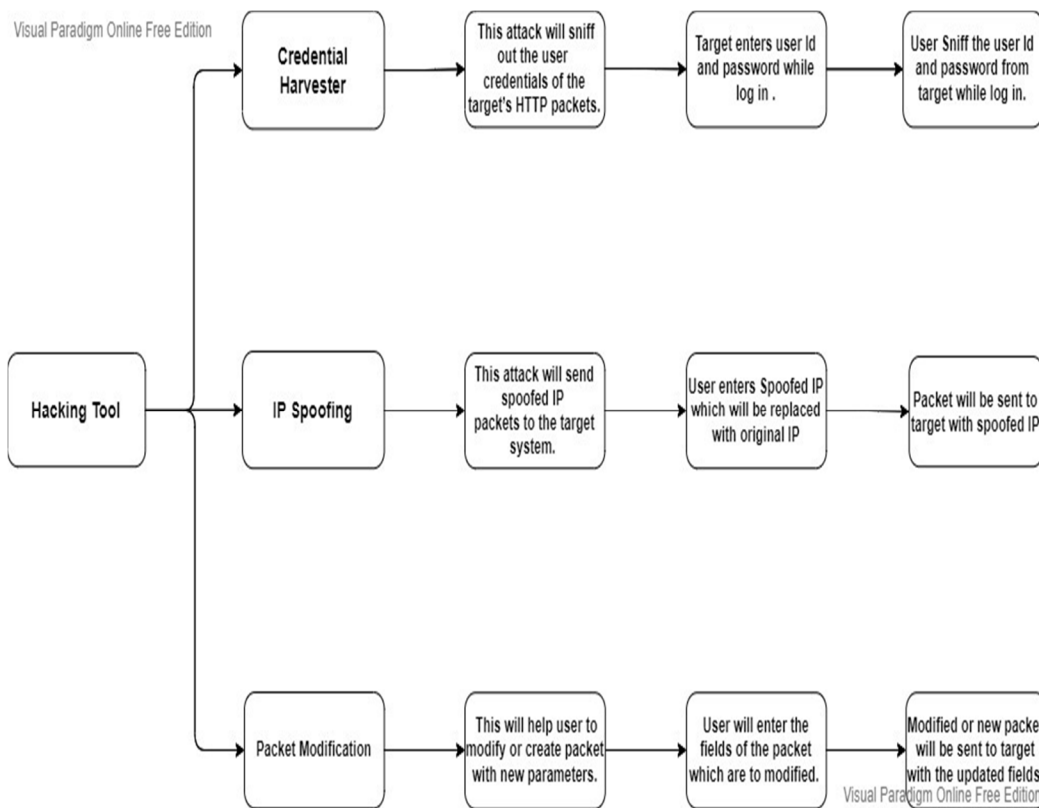 Visual Paradigm Online Free Edition
Credential
Harvester
This attack will sniff
out the user
credentials of the
target's HTTP packets.
Target enters user Id
and password while
log in .
User Sniff the user Id
and password from
target while log in.
Hacking Tool
IP Spoofing
This attack will send
spoofed IP
packets to the target
system.
User enters Spoofed IP
which will be replaced
with original IP
Packet will be sent to
target with spoofed IP
Packet Modification
This will help user to
modify or create packet
with new parameters.
User will enter the
fields of the packet
which are to modified.
Modified or new packet
will be sent to target
with the updated fields
Visual Paradigm Online Free Edition